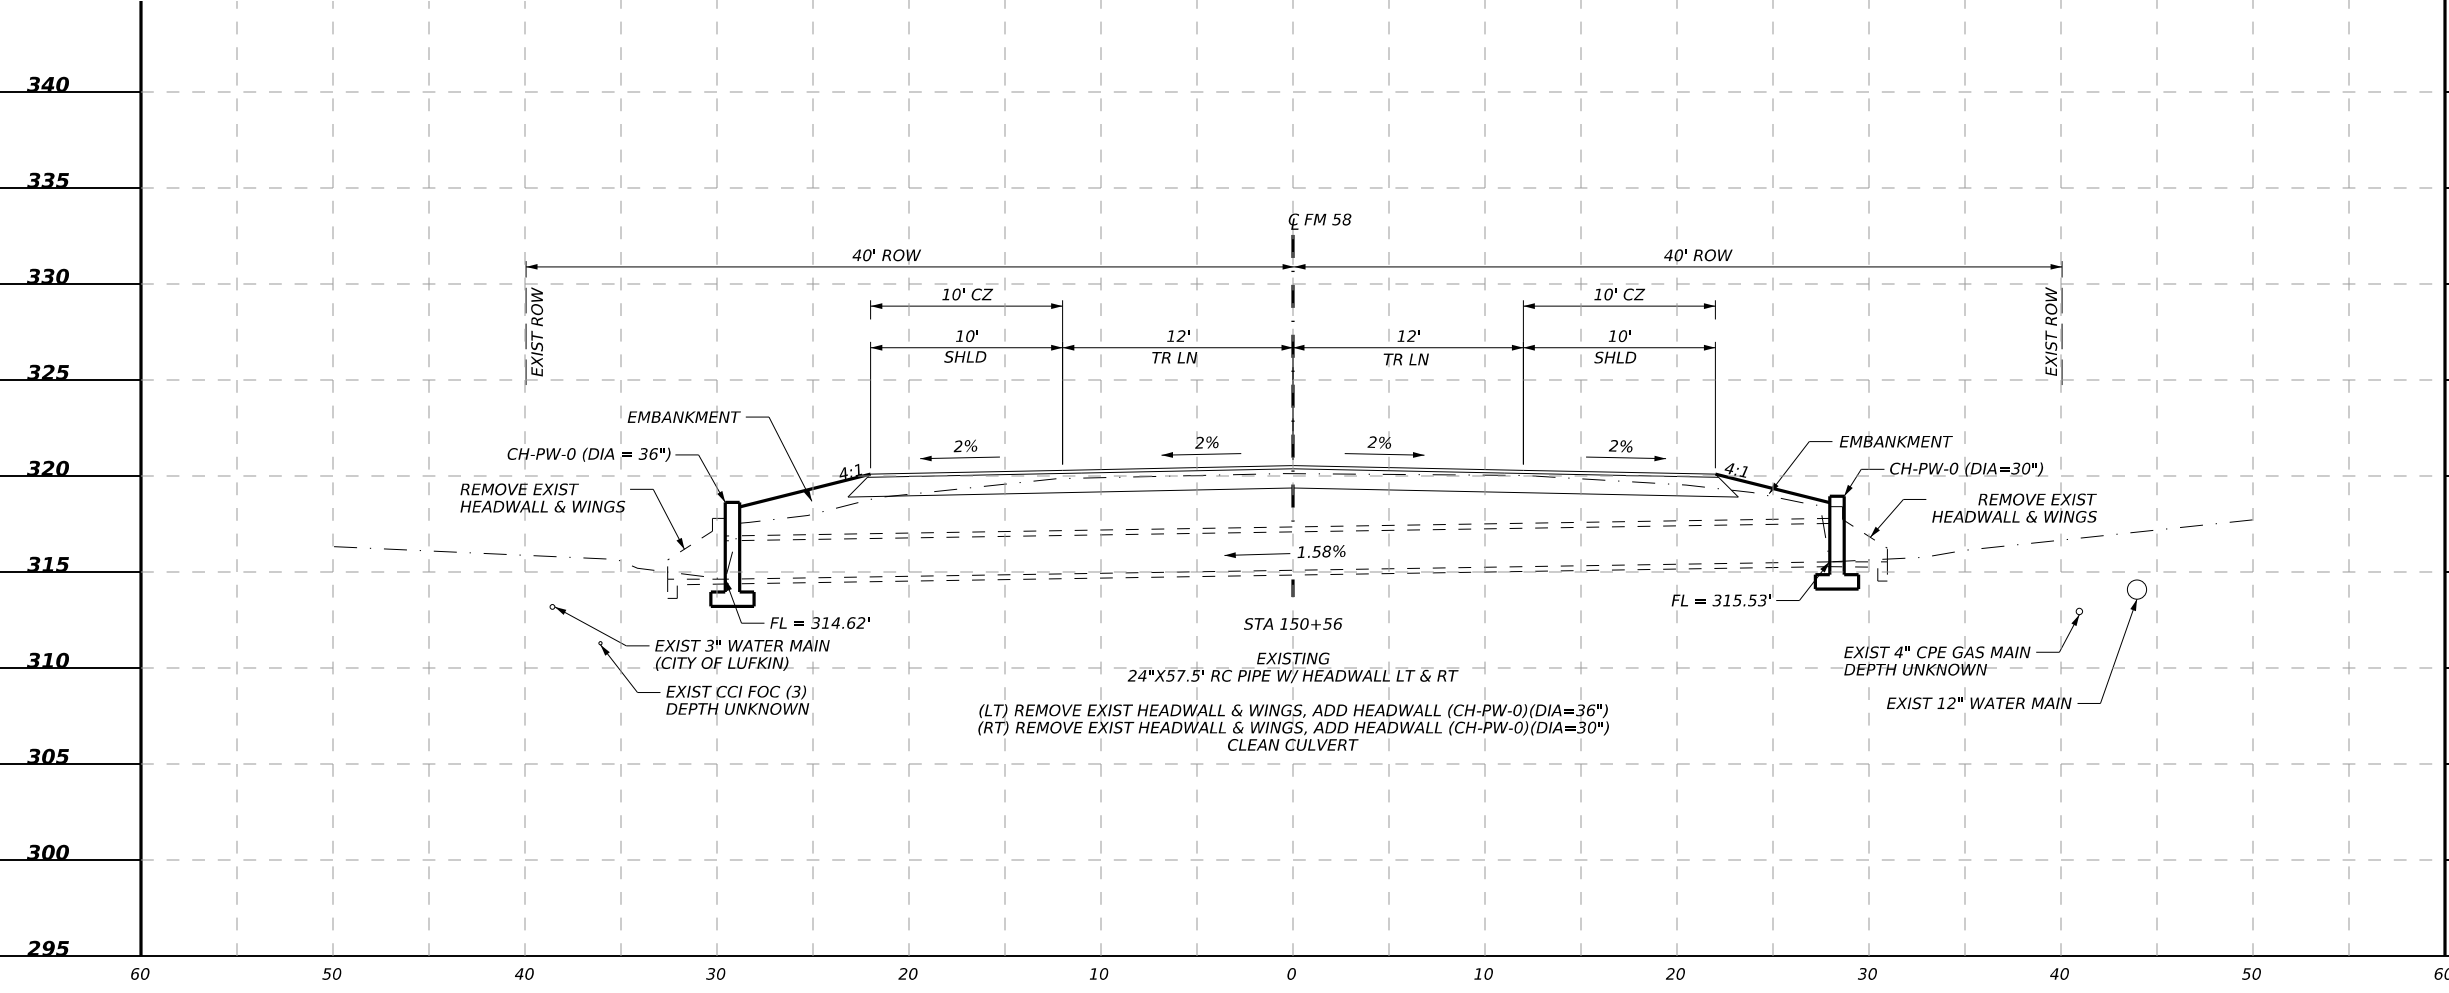 340
335
330
325
320
315
310
305
300
295
℄ FM 58
40' ROW
40' ROW
EXIST ROW
EXIST ROW
10' CZ
10' CZ
10'
SHLD
12'
TR LN
12'
TR LN
10'
SHLD
EMBANKMENT
CH-PW-0 (DIA = 36")
REMOVE EXIST
HEADWALL & WINGS
4:1
2%
2%
2%
2%
4:1
EMBANKMENT
CH-PW-0 (DIA=30")
REMOVE EXIST
HEADWALL & WINGS
1.58%
FL = 314.62'
FL = 315.53'
EXIST 3" WATER MAIN
(CITY OF LUFKIN)
EXIST CCI FOC (3)
DEPTH UNKNOWN
STA 150+56
EXISTING
24"X57.5' RC PIPE W/ HEADWALL LT & RT
(LT) REMOVE EXIST HEADWALL & WINGS, ADD HEADWALL (CH-PW-0)(DIA=36")
(RT) REMOVE EXIST HEADWALL & WINGS, ADD HEADWALL (CH-PW-0)(DIA=30")
CLEAN CULVERT
EXIST 4" CPE GAS MAIN
DEPTH UNKNOWN
EXIST 12" WATER MAIN
60 50 40 30 20 10 0 10 20 30 40 50 60